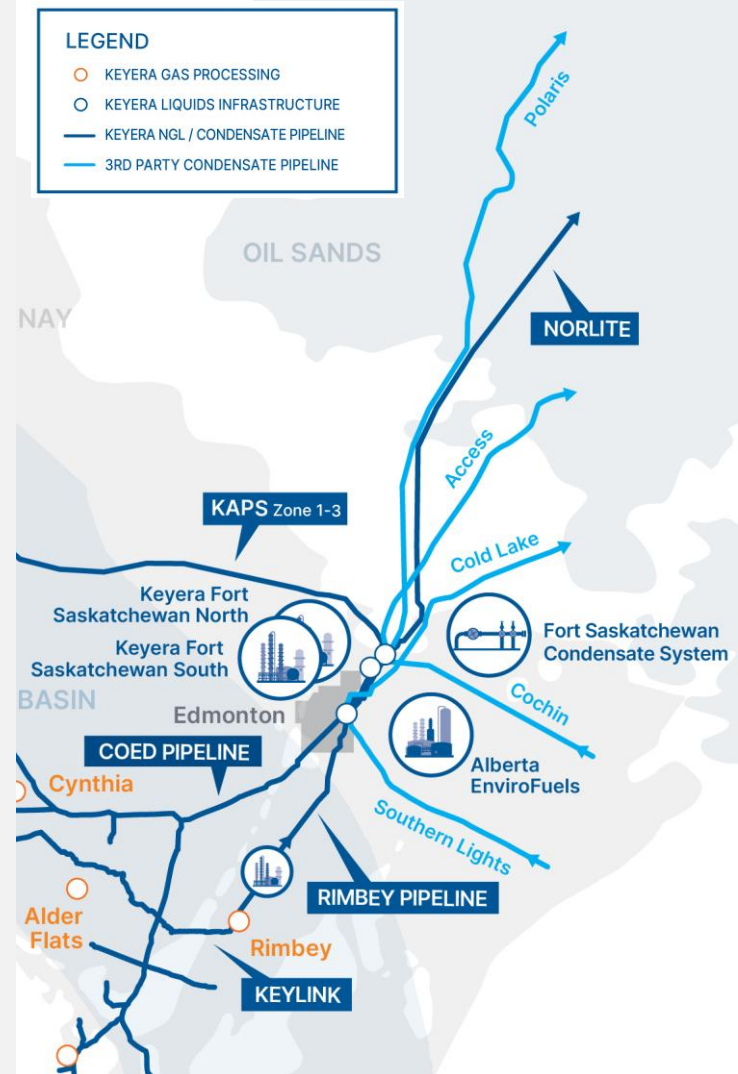 LEGEND
KEYERA GAS PROCESSING
KEYERA LIQUIDS INFRASTRUCTURE
KEYERA NGL / CONDENSATE PIPELINE
3RD PARTY CONDENSATE PIPELINE
Polaris
OIL SANDS
NAY
NORLITE
Access
KAPS Zone 1-3
Cold Lake
Keyera Fort
Saskatchewan North
Keyera Fort
Saskatchewan South
Fort Saskatchewan
Condensate System
BASIN
Edmonton
Cochin
COED PIPELINE
Alberta
EnviroFuels
Cynthia
Southern Lights
RIMBEY PIPELINE
Alder
Flats
Rimbey
KEYLINK